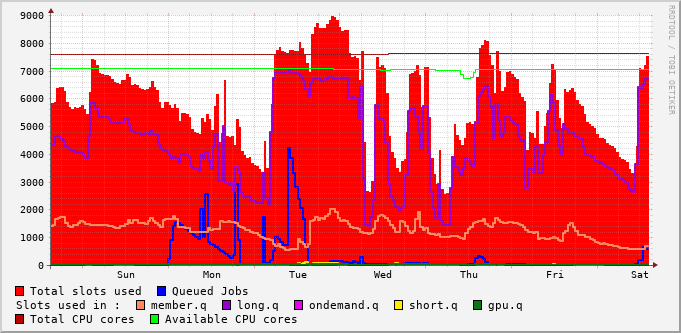 RRDTOOL / TOBI OETIKER
9000
8000
7000
6000
5000
4000
3000
2000
1000
0
Sun Mon Tue Wed Thu Fri Sat
Total slots used Queued Jobs
Slots used in : member.q long.q ondemand.q short.q gpu.q
Total CPU cores Available CPU cores